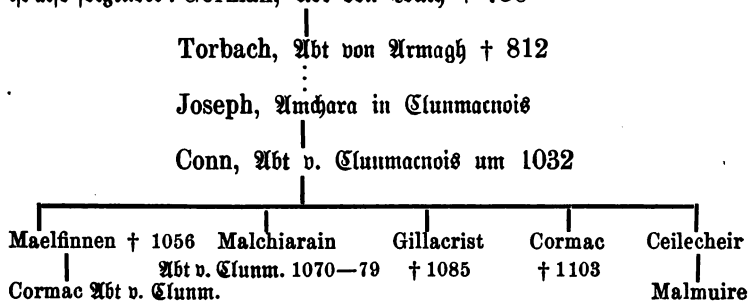 Torbach, Abt von Armagh † 812
Joseph, Amchara in Clunmacnois
Conn, Abt v. Clunmacnois um 1032
Maelfinnen † 1056 Malchiarain Gillacrist Cormac Ceilecheir
Abt v. Clunm. 1070—79 † 1085 † 1103
Cormac Abt v. Clunm. Malmuire